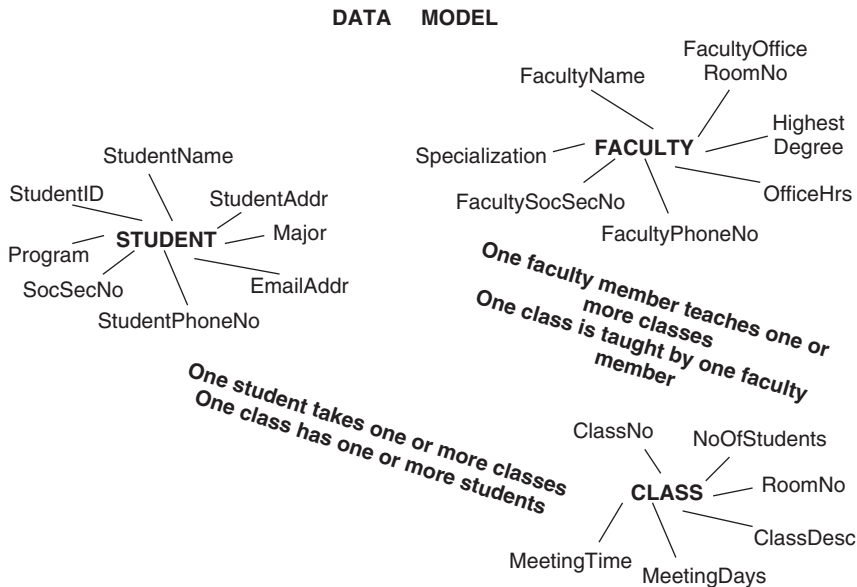 DATA MODEL
FacultyName
FacultyOffice
RoomNo
Highest
Degree
Specialization
FACULTY
OfficeHrs
FacultySocSecNo
FacultyPhoneNo
StudentName
StudentID
StudentAddr
STUDENT
Major
Program
SocSecNo
EmailAddr
StudentPhoneNo
One faculty member teaches one or
more classes
One class is taught by one faculty
member
One student takes one or more classes
One class has one or more students
ClassNo
NoOfStudents
CLASS
RoomNo
ClassDesc
MeetingTime
MeetingDays